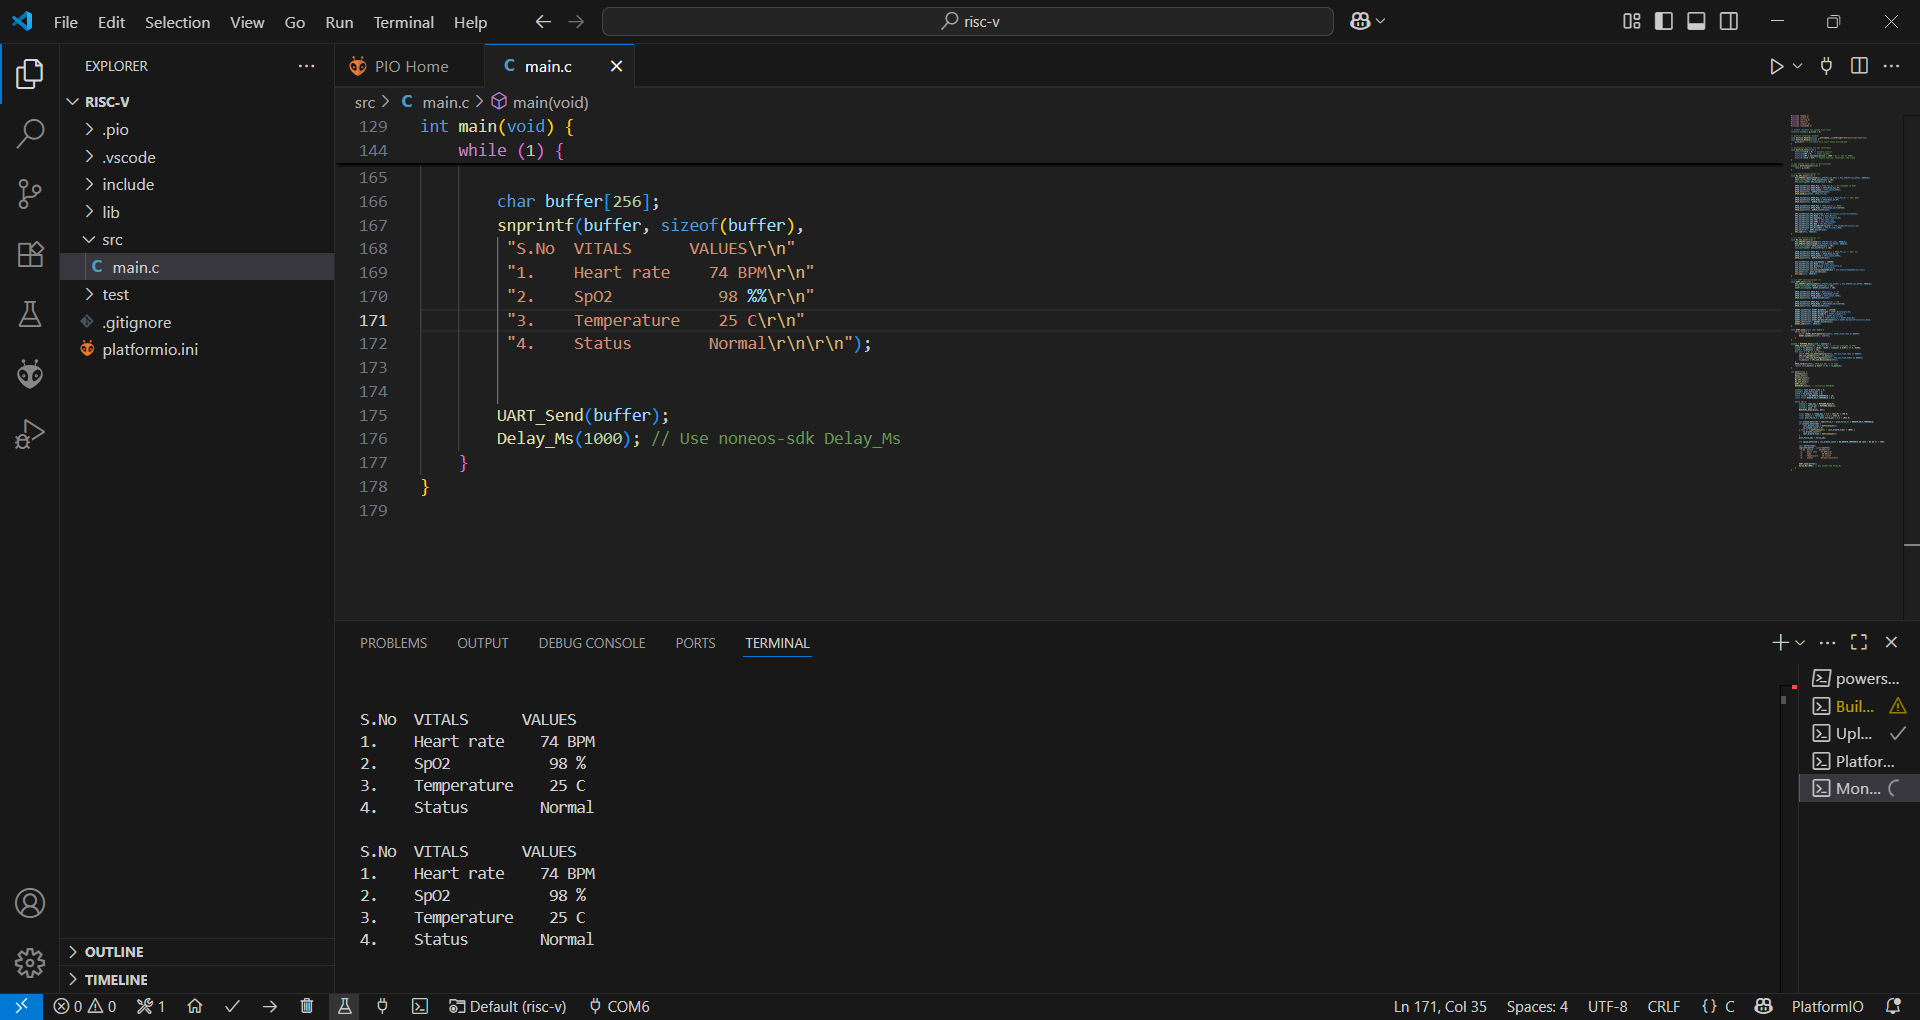 File Edit Selection View Go Run Terminal Help
risc-v
EXPLORER
RISC-V
.pio
.vscode
include
lib
src
C main.c
test
.gitignore
platformio.ini
PIO Home
C main.c
src > C main.c > main(void)
129 int main(void) {
144 while (1) {
165
166 char buffer[256];
167 snprintf(buffer, sizeof(buffer),
168 "S.No  VITALS      VALUES\r\n"
169 "1.    Heart rate    74 BPM\r\n"
170 "2.    SpO2           98 %%\r\n"
171 "3.    Temperature    25 C\r\n"
172 "4.    Status        Normal\r\n\r\n");
173
174
175 UART_Send(buffer);
176 Delay_Ms(1000); // Use noneos-sdk Delay_Ms
177 }
178 }
179
PROBLEMS OUTPUT DEBUG CONSOLE PORTS TERMINAL
S.No  VITALS      VALUES
1.    Heart rate    74 BPM
2.    SpO2           98 %
3.    Temperature    25 C
4.    Status        Normal
S.No  VITALS      VALUES
1.    Heart rate    74 BPM
2.    SpO2           98 %
3.    Temperature    25 C
4.    Status        Normal
powers...
Buil...
Upl...
Platfor...
Mon...
OUTLINE
TIMELINE
0 0 1 Default (risc-v) COM6 Ln 171, Col 35 Spaces: 4 UTF-8 CRLF {} C PlatformIO